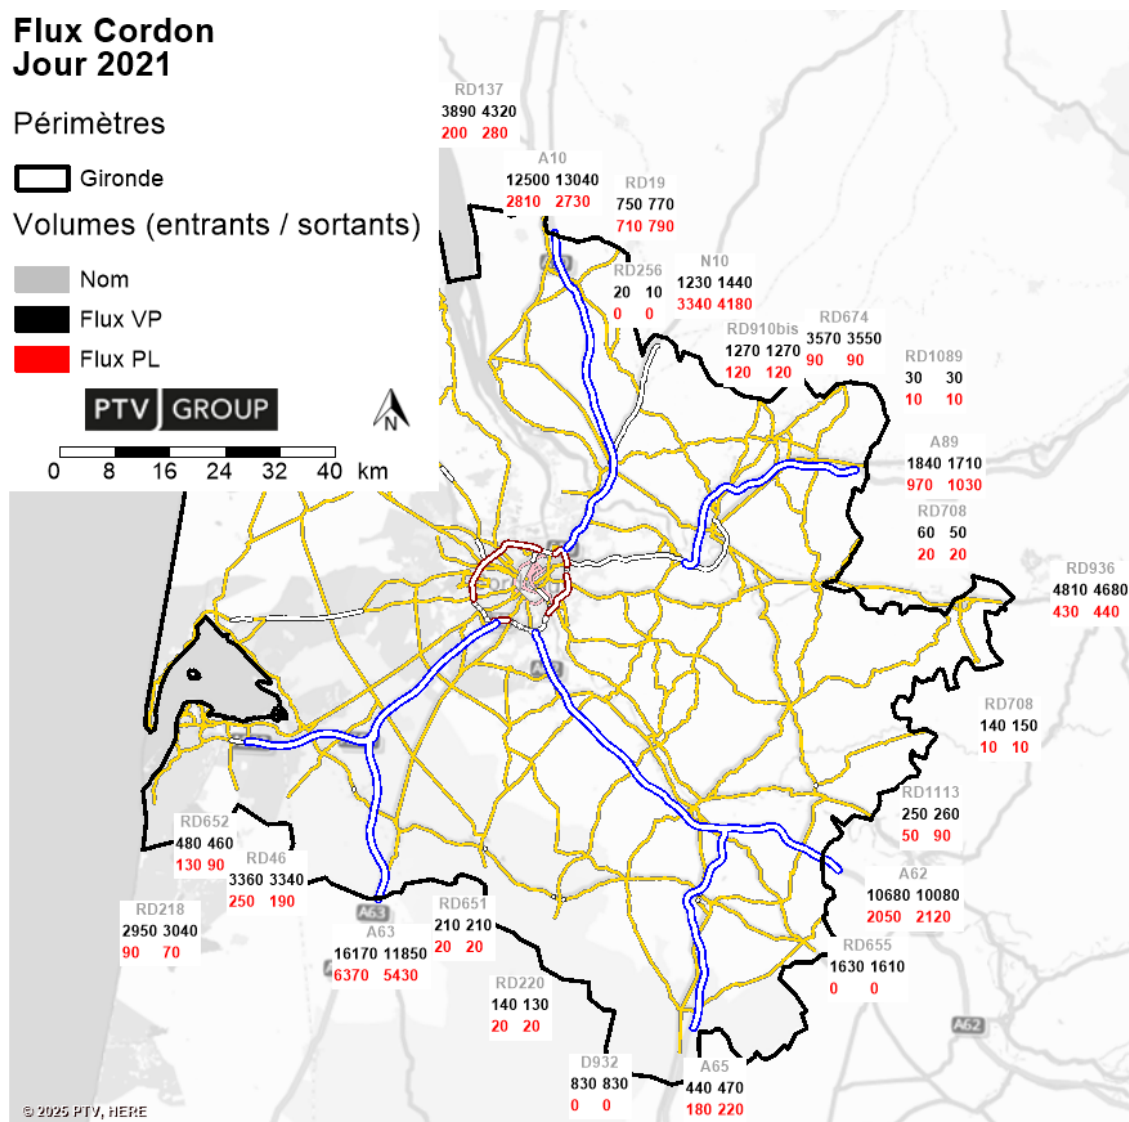 Flux Cordon
Jour 2021
Périmètres
Gironde
Volumes (entrants / sortants)
Nom
Flux VP
Flux PL
PTV GROUP
N
0 8 16 24 32 40 km
RD137
3890 4320
200 280
A10
12500 13040
2810 2730
RD19
750 770
710 790
RD256
20 10
0 0
N10
1230 1440
3340 4180
RD910bis
1270 1270
120 120
RD674
3570 3550
90 90
RD1089
30 30
10 10
A89
1840 1710
970 1030
RD708
60 50
20 20
RD936
4810 4680
430 440
RD708
140 150
10 10
RD1113
250 260
50 90
A62
10680 10080
2050 2120
RD655
1630 1610
0 0
A62
RD652
480 460
130 90
RD46
3360 3340
250 190
RD218
2950 3040
90 70
A63
A63
16170 11850
6370 5430
RD651
210 210
20 20
RD220
140 130
20 20
D932
830 830
0 0
A65
440 470
180 220
© 2025 PTV, HERE